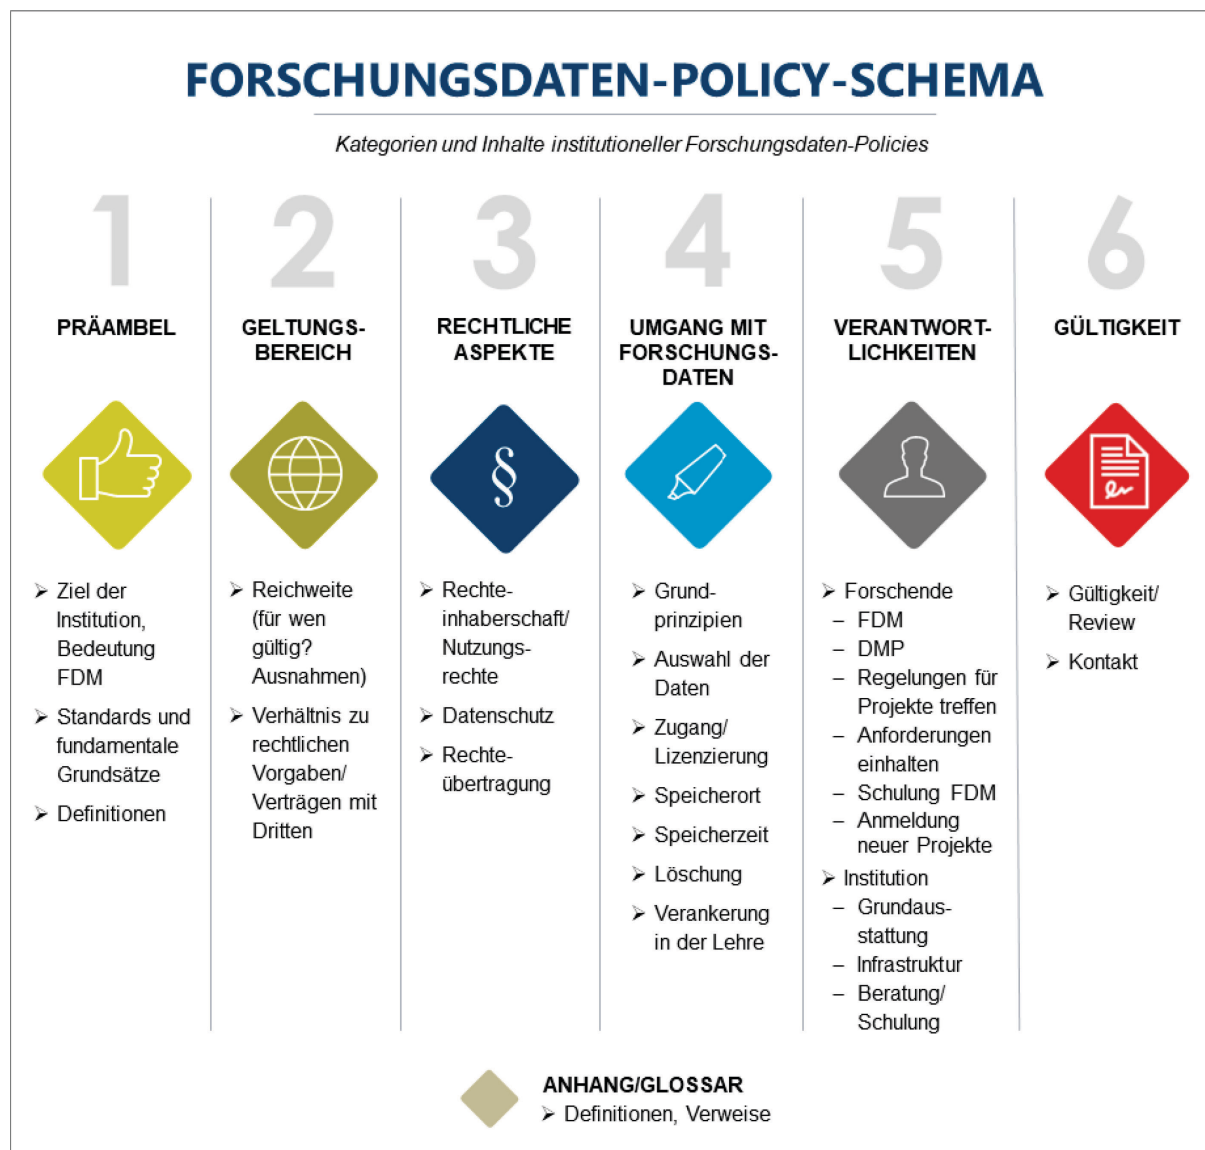 FORSCHUNGSDATEN-POLICY-SCHEMA
Kategorien und Inhalte institutioneller Forschungsdaten-Policies
1
PRÄAMBEL
➢ Ziel der
Institution,
Bedeutung
FDM
➢ Standards und
fundamentale
Grundsätze
➢ Definitionen
2
GELTUNGS-
BEREICH
➢ Reichweite
(für wen
gültig?
Ausnahmen)
➢ Verhältnis zu
rechtlichen
Vorgaben/
Verträgen mit
Dritten
3
RECHTLICHE
ASPEKTE
§
➢ Rechte-
inhaberschaft/
Nutzungs-
rechte
➢ Datenschutz
➢ Rechte-
übertragung
4
UMGANG MIT
FORSCHUNGS-
DATEN
➢ Grund-
prinzipien
➢ Auswahl der
Daten
➢ Zugang/
Lizenzierung
➢ Speicherort
➢ Speicherzeit
➢ Löschung
➢ Verankerung
in der Lehre
5
VERANTWORT-
LICHKEITEN
➢ Forschende
– FDM
– DMP
– Regelungen für
Projekte treffen
– Anforderungen
einhalten
– Schulung FDM
– Anmeldung
neuer Projekte
➢ Institution
– Grundaus-
stattung
– Infrastruktur
– Beratung/
Schulung
6
GÜLTIGKEIT
➢ Gültigkeit/
Review
➢ Kontakt
ANHANG/GLOSSAR
➢ Definitionen, Verweise